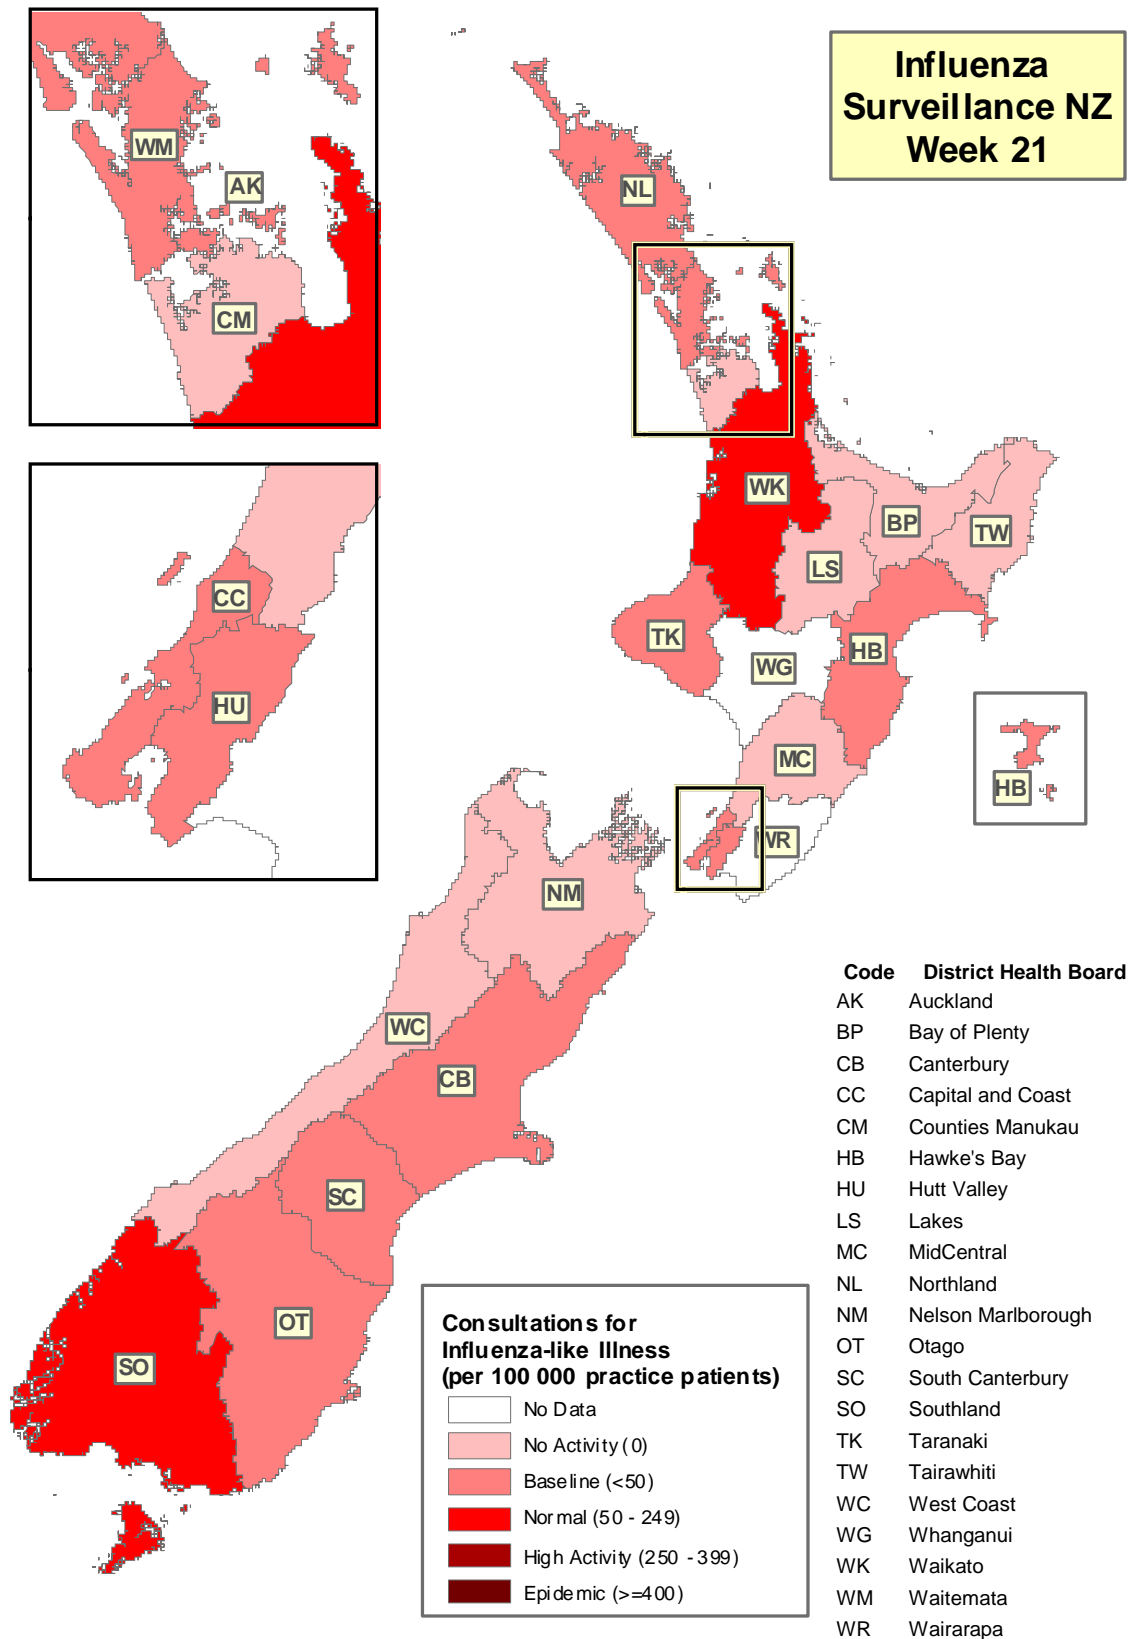 Influenza
Surveillance NZ
Week 21
WM
AK
CM
NL
WK
BP
TW
LS
TK
WG
HB
MC
WR
HB
CC
HU
NM
WC
CB
SC
OT
SO
Code District Health Board
AK Auckland
BP Bay of Plenty
CB Canterbury
CC Capital and Coast
CM Counties Manukau
HB Hawke's Bay
HU Hutt Valley
LS Lakes
MC MidCentral
NL Northland
NM Nelson Marlborough
OT Otago
SC South Canterbury
SO Southland
TK Taranaki
TW Tairawhiti
WC West Coast
WG Whanganui
WK Waikato
WM Waitemata
WR Wairarapa
Consultations for
Influenza-like Illness
(per 100 000 practice patients)
No Data
No Activity (0)
Baseline (<50)
Normal (50 - 249)
High Activity (250 - 399)
Epidemic (>=400)